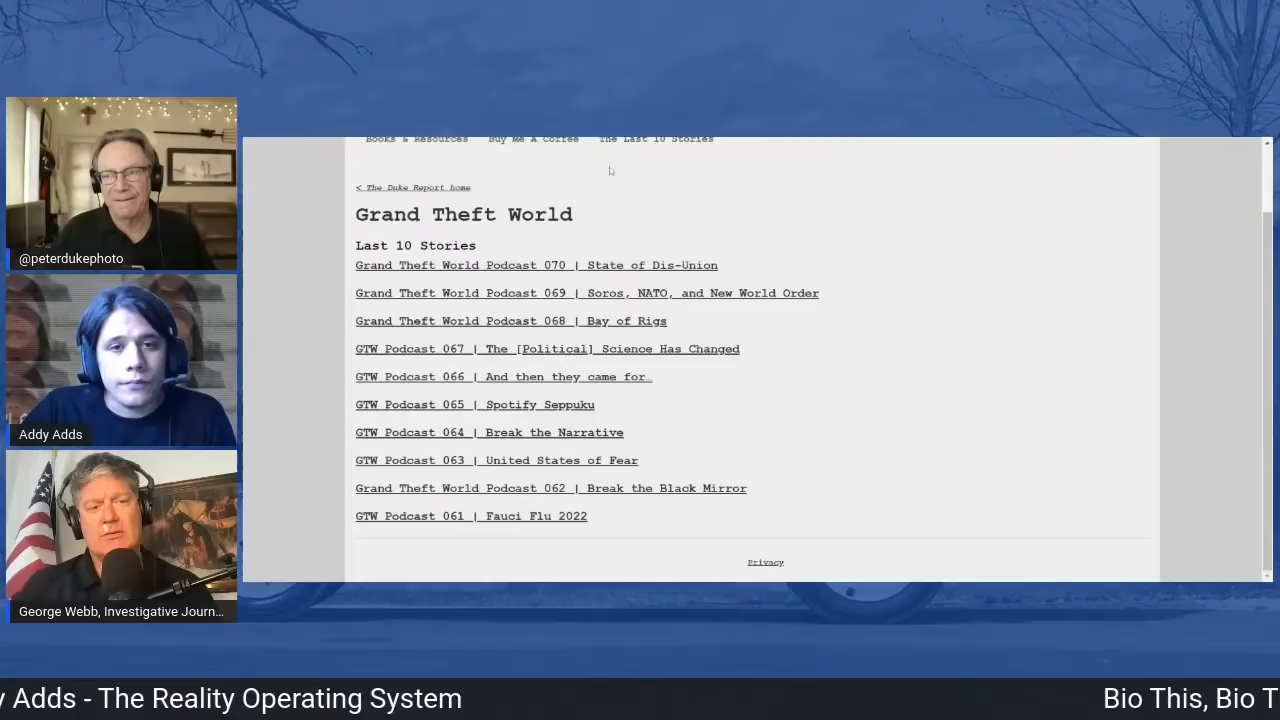 @peterdukephoto
Addy Adds
George Webb, Investigative Journ…
Books & Resources Buy Me A Coffee The Last 10 Stories
< The Duke Report home
Grand Theft World
Last 10 Stories
Grand Theft World Podcast 070 | State of Dis-Union
Grand Theft World Podcast 069 | Soros, NATO, and New World Order
Grand Theft World Podcast 068 | Bay of Rigs
GTW Podcast 067 | The [Political] Science Has Changed
GTW Podcast 066 | And then they came for…
GTW Podcast 065 | Spotify Seppuku
GTW Podcast 064 | Break the Narrative
GTW Podcast 063 | United States of Fear
Grand Theft World Podcast 062 | Break the Black Mirror
GTW Podcast 061 | Fauci Flu 2022
Privacy
y Adds - The Reality Operating System Bio This, Bio T